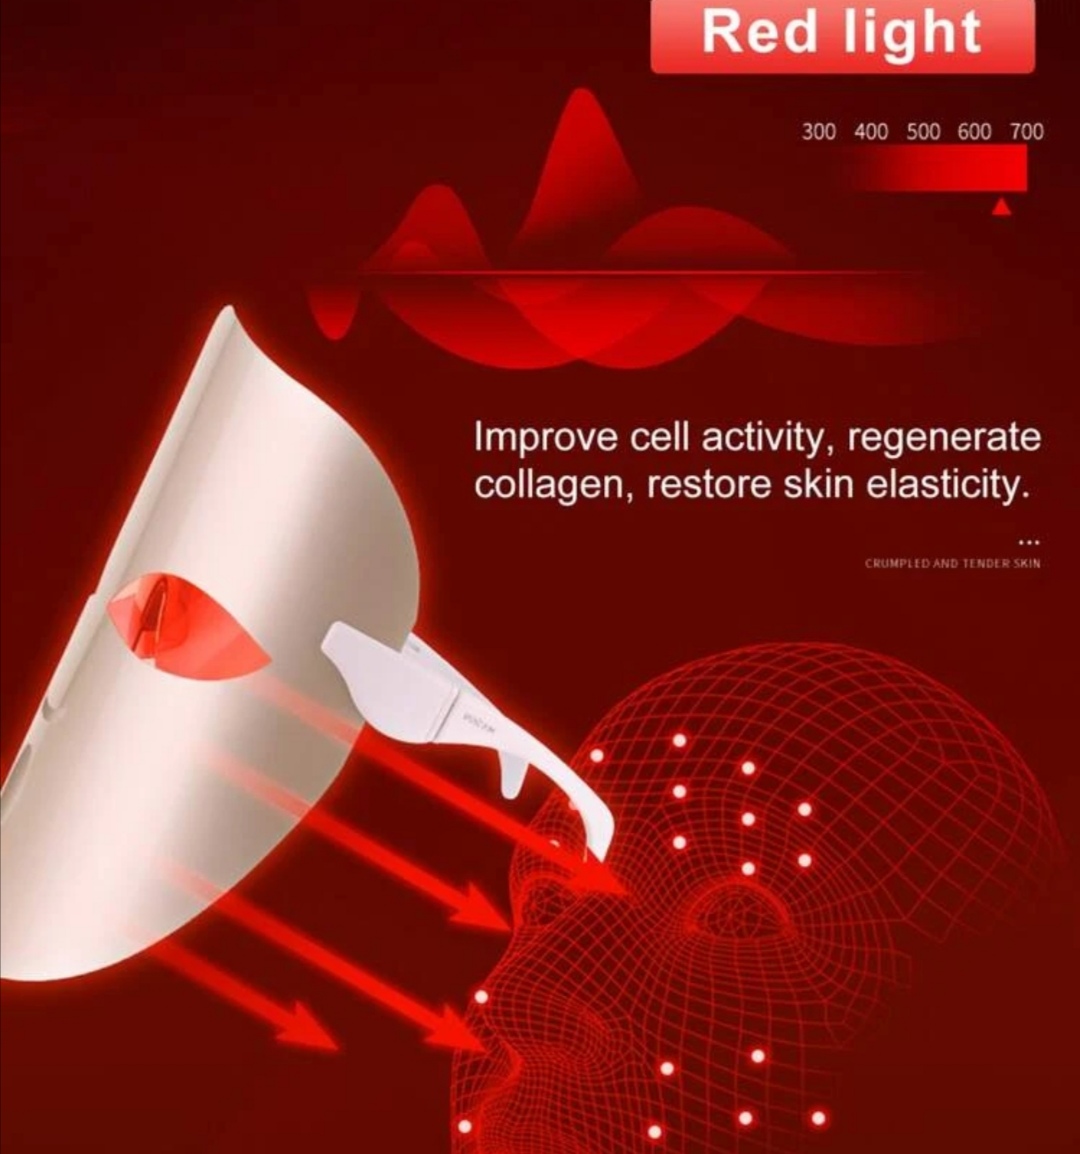 Red light
300 400 500 600 700
Improve cell activity, regenerate
collagen, restore skin elasticity.
...
CRUMPLED AND TENDER SKIN